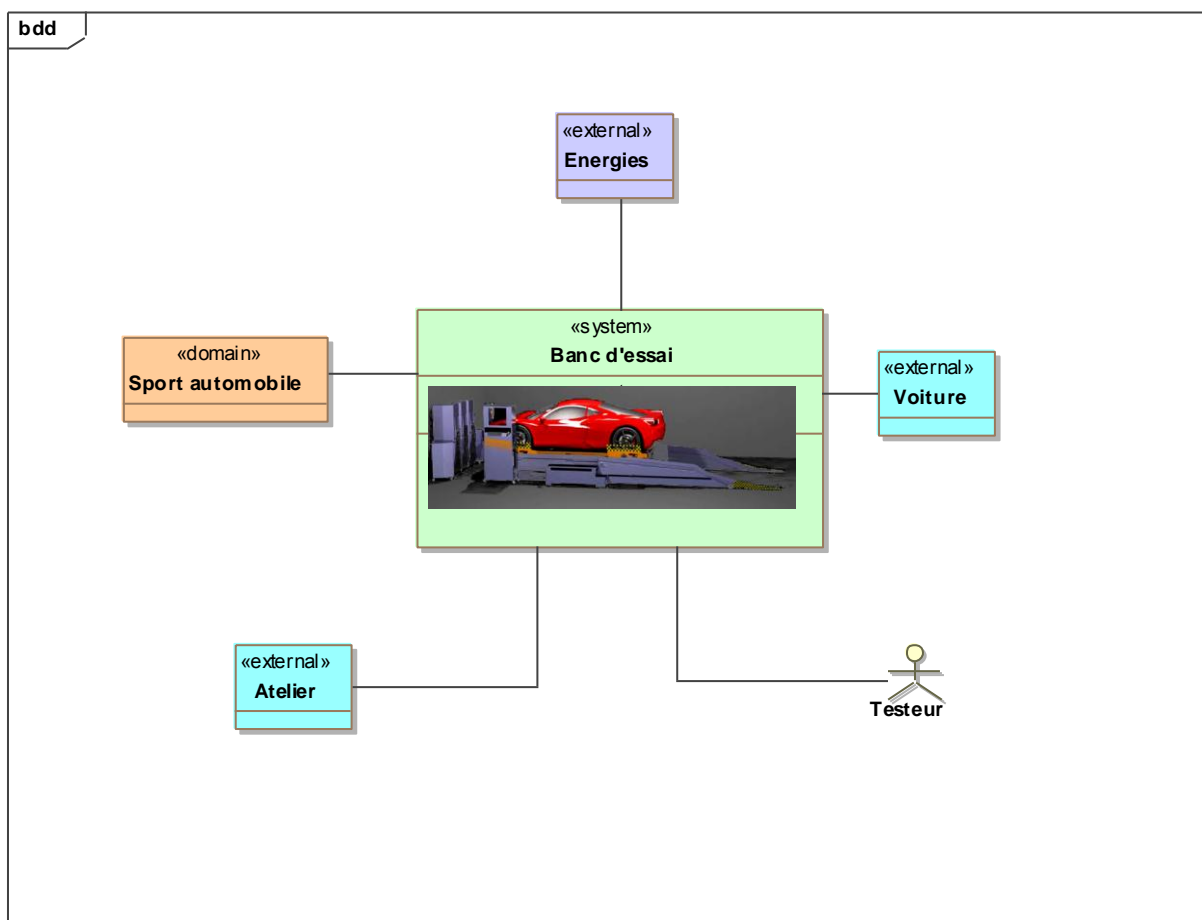 bdd
«external»
Energies
«system»
Banc d'essai
«domain»
Sport automobile
«external»
Voiture
«external»
Atelier
Testeur